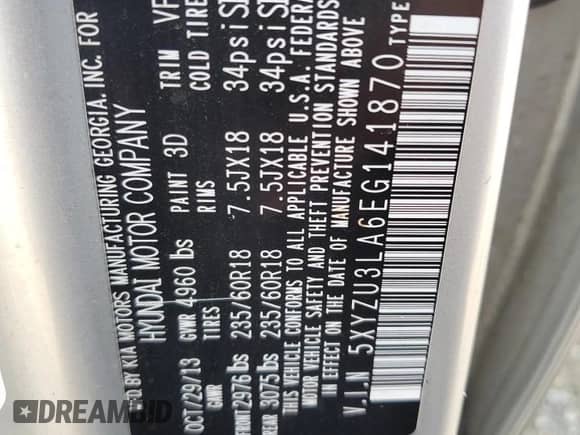 ED BY KIA MOTORS MANUFACTURING GEORGIA. INC. FOR
HYUNDAI MOTOR COMPANY
OCT/29/13 GVWR 4960 lbs PAINT 3D TRIM VF
GAWR TIRES RIMS COLD TIRE
FRONT 2976 lbs 235/60R18 7.5JX18 34psi
REAR 3075 lbs 235/60R18 7.5JX18 34psi
THIS VEHICLE CONFORMS TO ALL APPLICABLE U.S.A. FEDERA
MOTOR VEHICLE SAFETY AND THEFT PREVENTION STANDARDS
IN EFFECT ON THE DATE OF MANUFACTURE SHOWN ABOVE
V.I.N 5XYZU3LA6EG141870 TYPE
DREAMBID